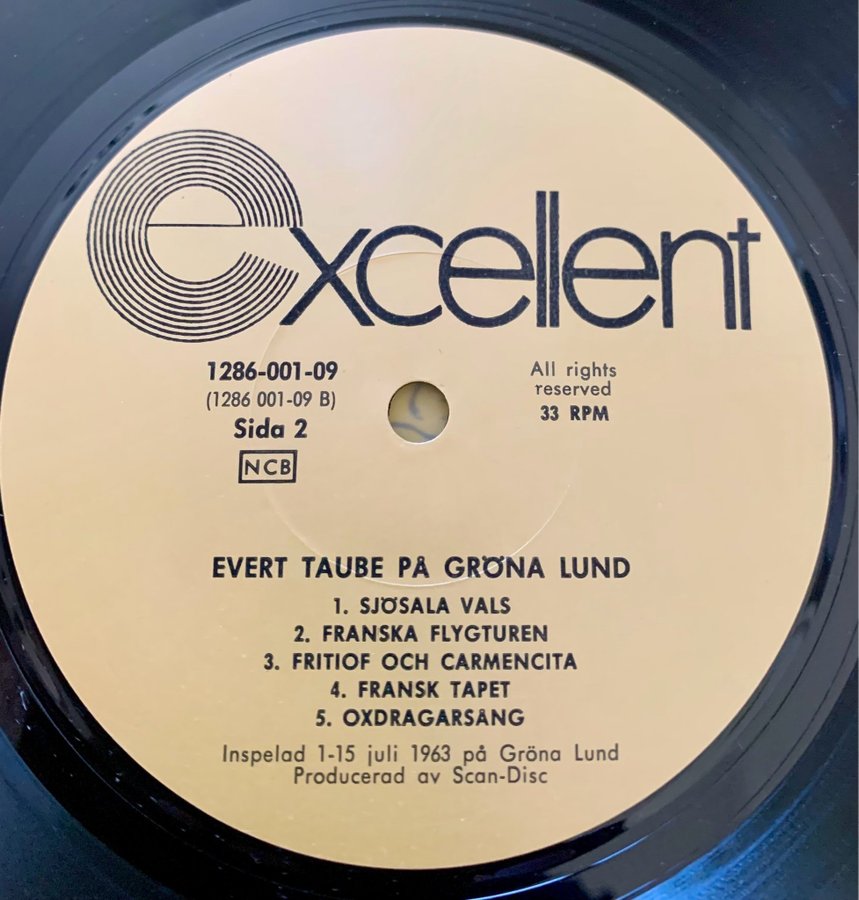 excellent
1286-001-09
(1286 001-09 B)
Sida 2
NCB
All rights
reserved
33 RPM
EVERT TAUBE PÅ GRÖNA LUND
1. SJÖSALA VALS
2. FRANSKA FLYGTUREN
3. FRITIOF OCH CARMENCITA
4. FRANSK TAPET
5. OXDRAGARSÅNG
Inspelad 1-15 juli 1963 på Gröna Lund
Producerad av Scan-Disc